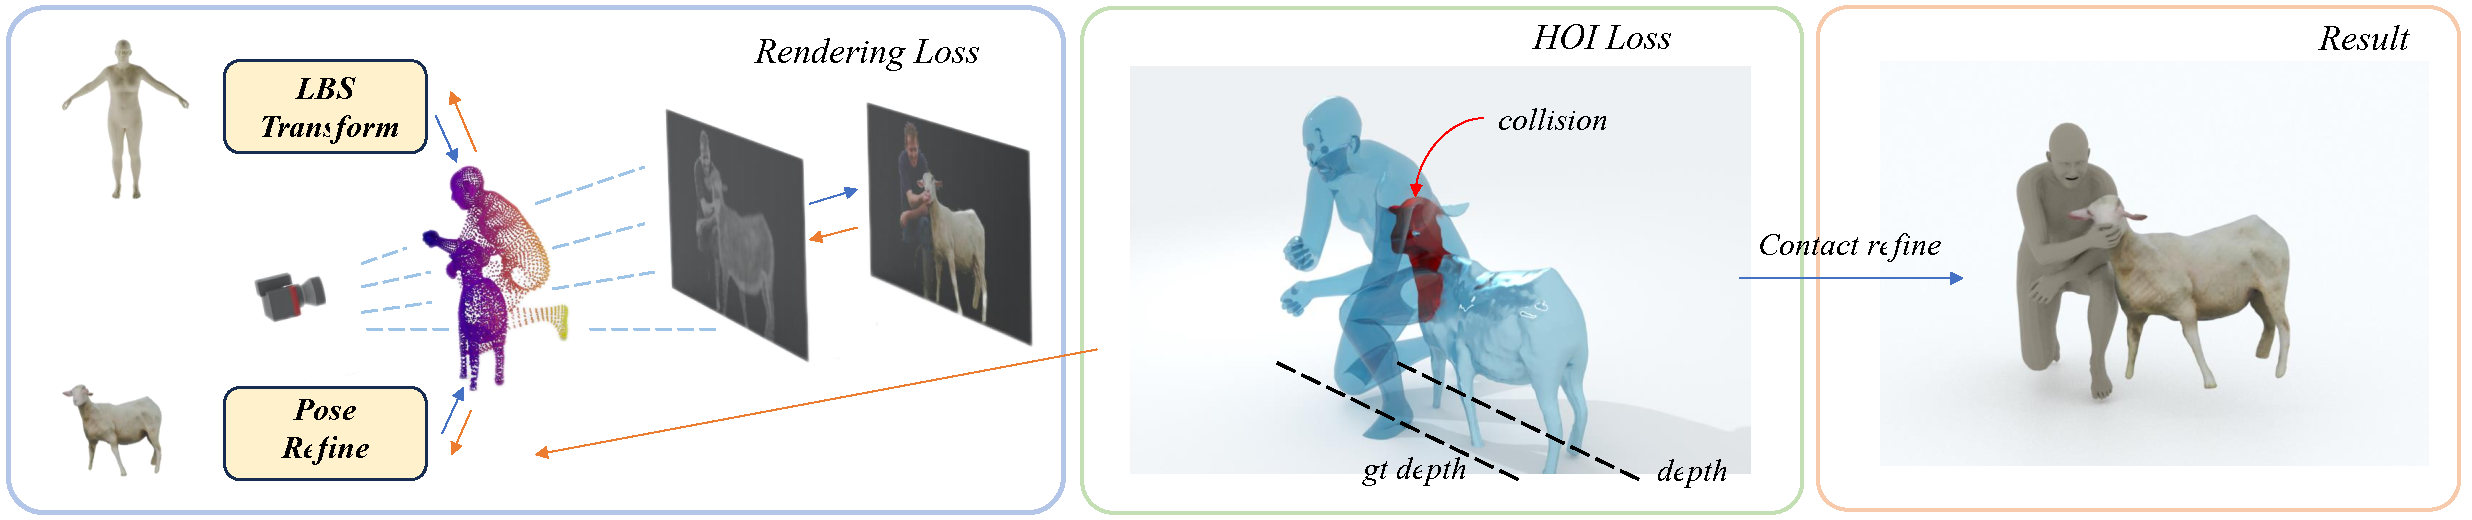 LBS
Transform
Rendering Loss
Pose
Refine
HOI Loss
collision
gt depth
depth
Contact refine
Result